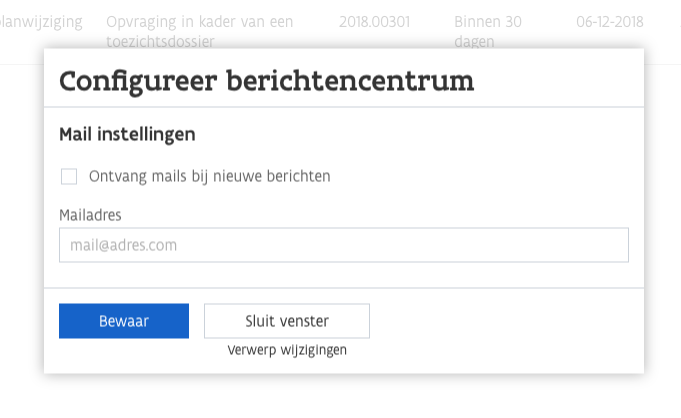 planwijziging Opvraging in kader van een 2018.00301 Binnen 30 06-12-2018
toezichtsdossier dagen
Configureer berichtencentrum
Mail instellingen
Ontvang mails bij nieuwe berichten
Mailadres
mail@adres.com
Bewaar Sluit venster
Verwerp wijzigingen